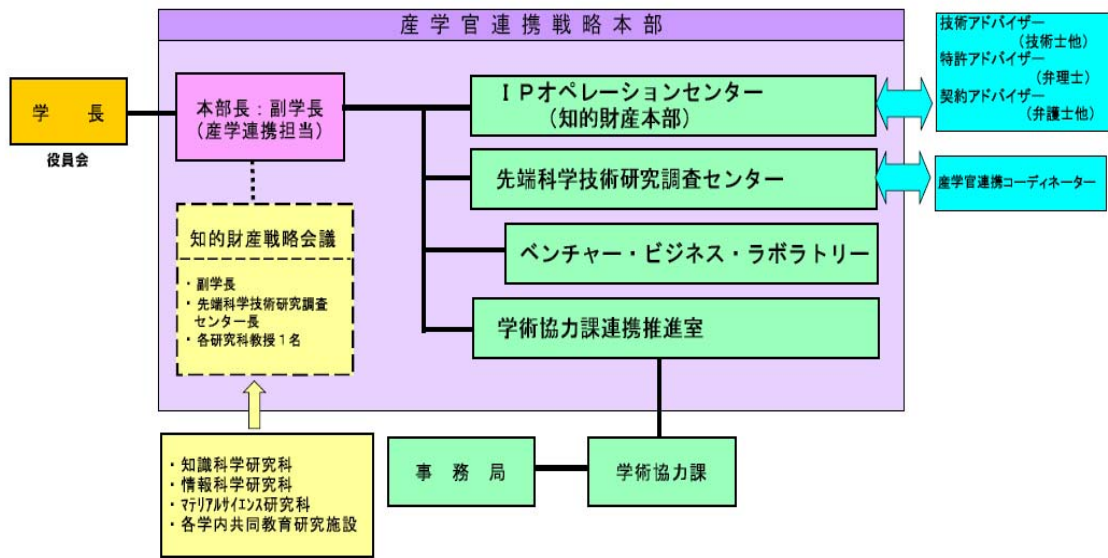 産学官連携戦略本部
学 長
役員会
本部長：副学長
（産学連携担当）
ＩＰオペレーションセンター
（知的財産本部）
技術アドバイザー
（技術士他）
特許アドバイザー
（弁理士）
契約アドバイザー
（弁護士他）
先端科学技術研究調査センター
産学官連携コーディネーター
知的財産戦略会議
・副学長
・先端科学技術研究調査
センター長
・各研究科教授１名
ベンチャー・ビジネス・ラボラトリー
学術協力課連携推進室
・知識科学研究科
・情報科学研究科
・ﾏﾃﾘｱﾙｻｲｴﾝｽ研究科
・各学内共同教育研究施設
事 務 局
学術協力課